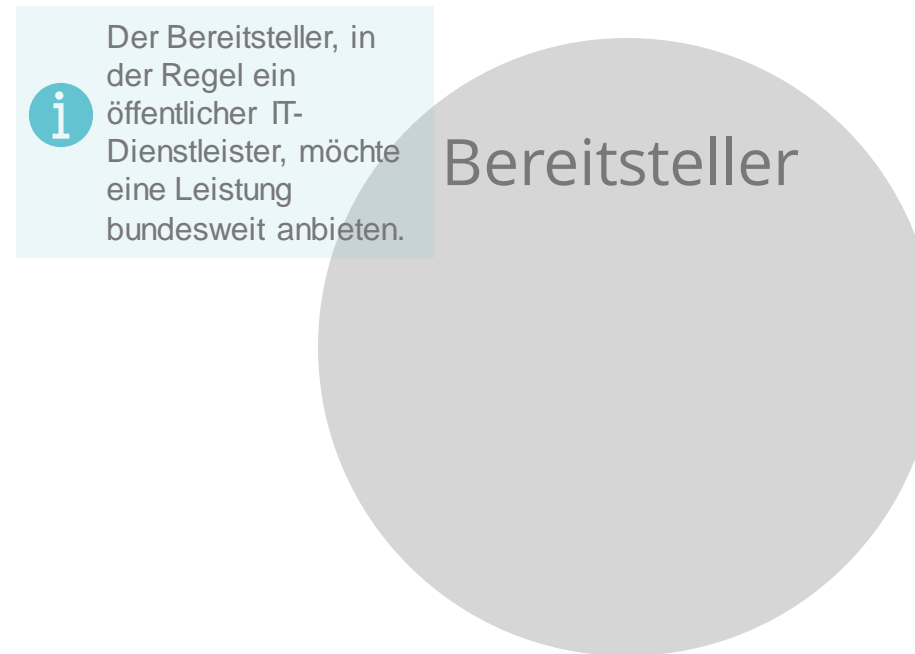 Der Bereitsteller, in
der Regel ein
öffentlicher IT-
Dienstleister, möchte
eine Leistung
bundesweit anbieten.
Bereitsteller